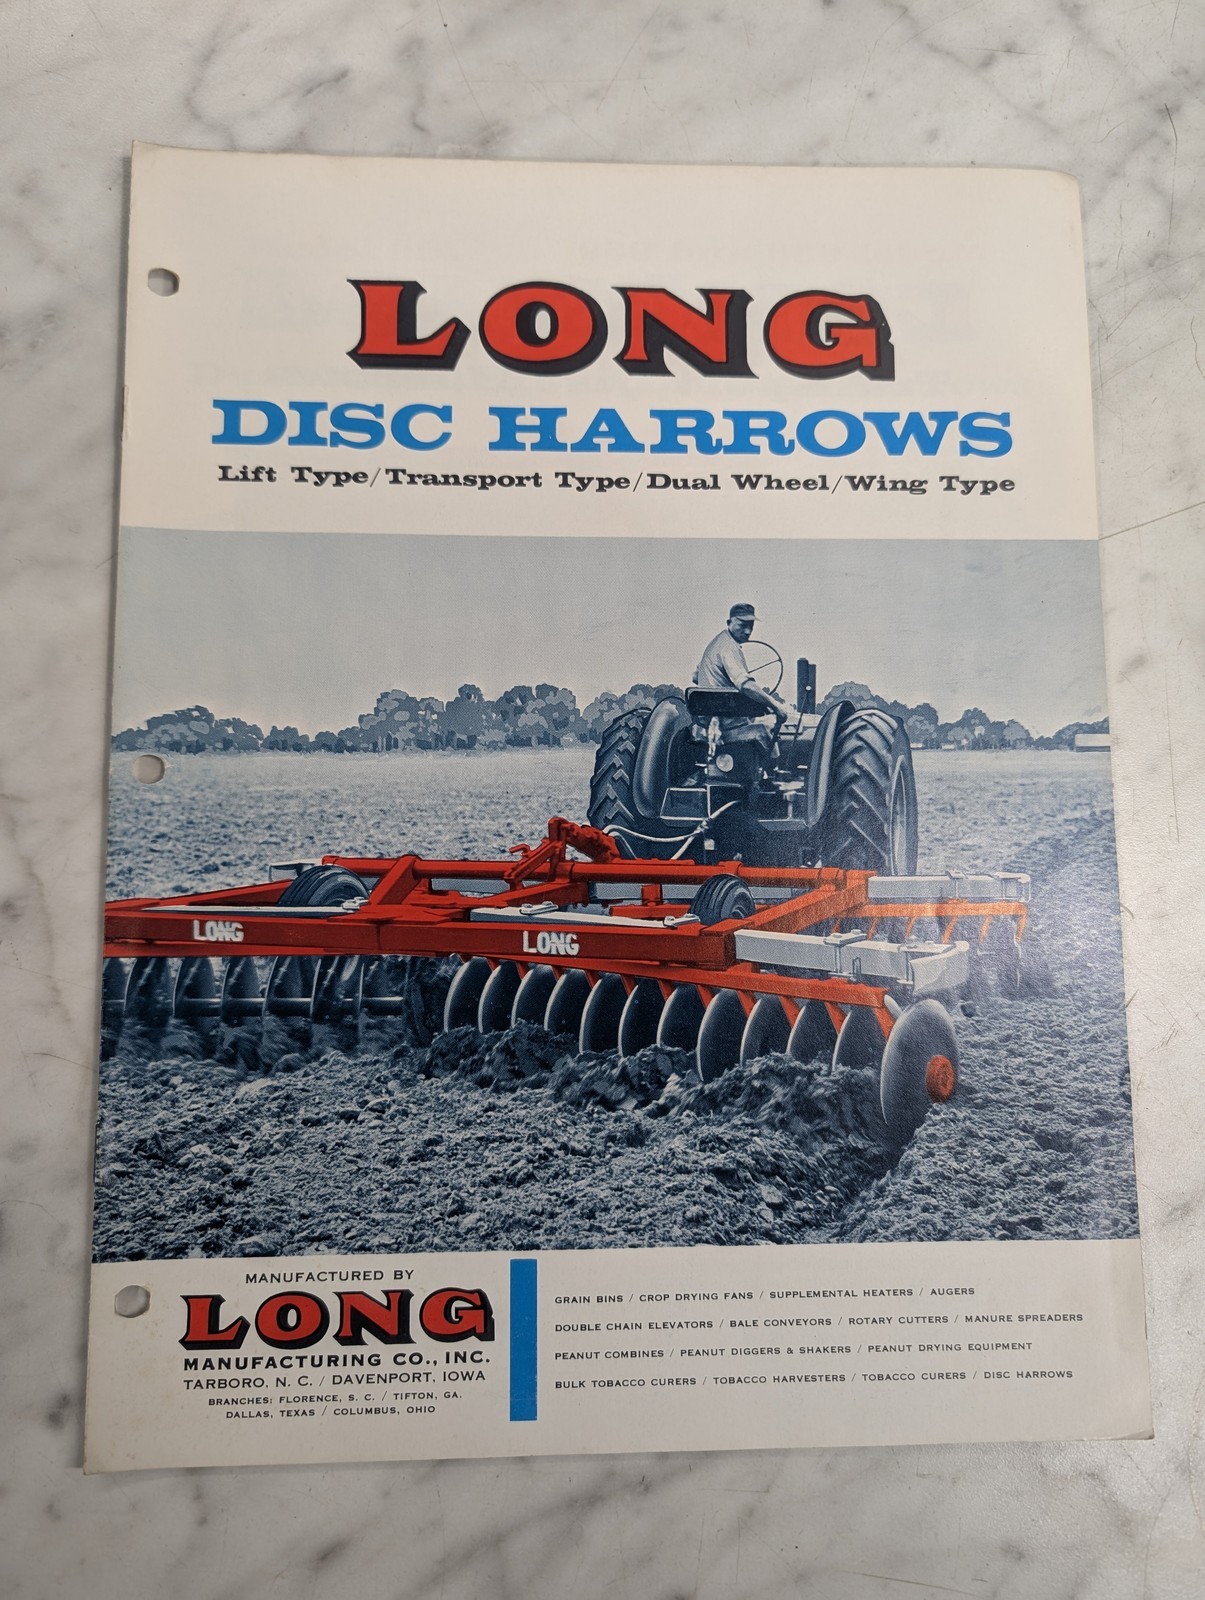 LONG
DISC HARROWS
Lift Type/Transport Type/Dual Wheel/Wing Type
LONG
LONG
MANUFACTURED BY
LONG
MANUFACTURING CO., INC.
TARBORO, N. C. / DAVENPORT, IOWA
BRANCHES: FLORENCE, S. C. / TIFTON, GA.
DALLAS, TEXAS / COLUMBUS, OHIO
GRAIN BINS / CROP DRYING FANS / SUPPLEMENTAL HEATERS / AUGERS
DOUBLE CHAIN ELEVATORS / BALE CONVEYORS / ROTARY CUTTERS / MANURE SPREADERS
PEANUT COMBINES / PEANUT DIGGERS & SHAKERS / PEANUT DRYING EQUIPMENT
BULK TOBACCO CURERS / TOBACCO HARVESTERS / TOBACCO CURERS / DISC HARROWS